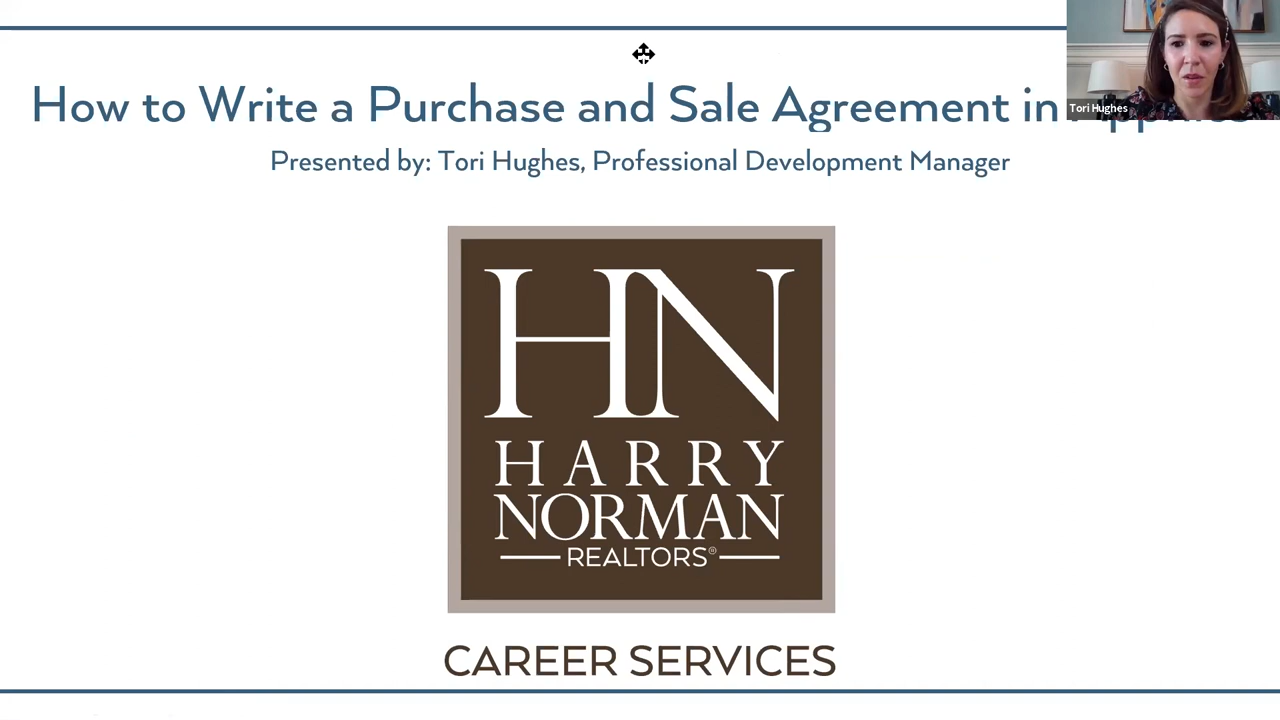 How to Write a Purchase and Sale Agreement in
Tori Hughes
Presented by: Tori Hughes, Professional Development Manager
HN
HARRY
NORMAN
REALTORS®
CAREER SERVICES